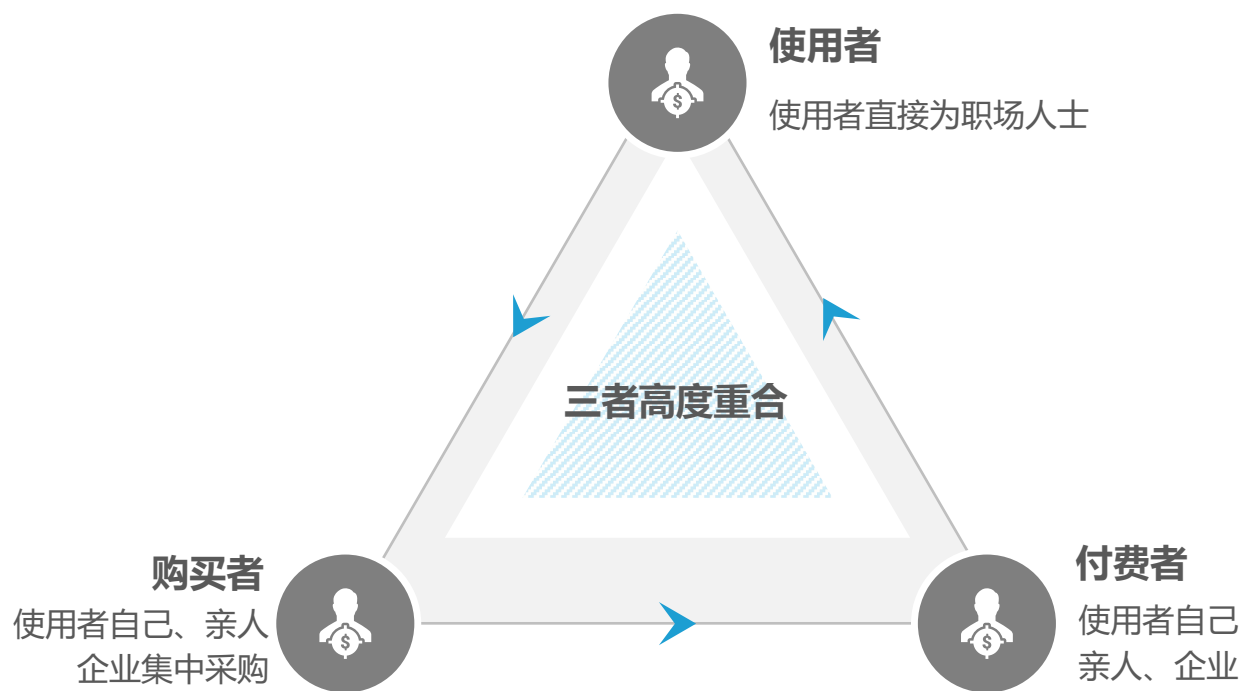 使用者
使用者直接为职场人士
三者高度重合
购买者
使用者自己、亲人
企业集中采购
付费者
使用者自己
亲人、企业
$
$
$